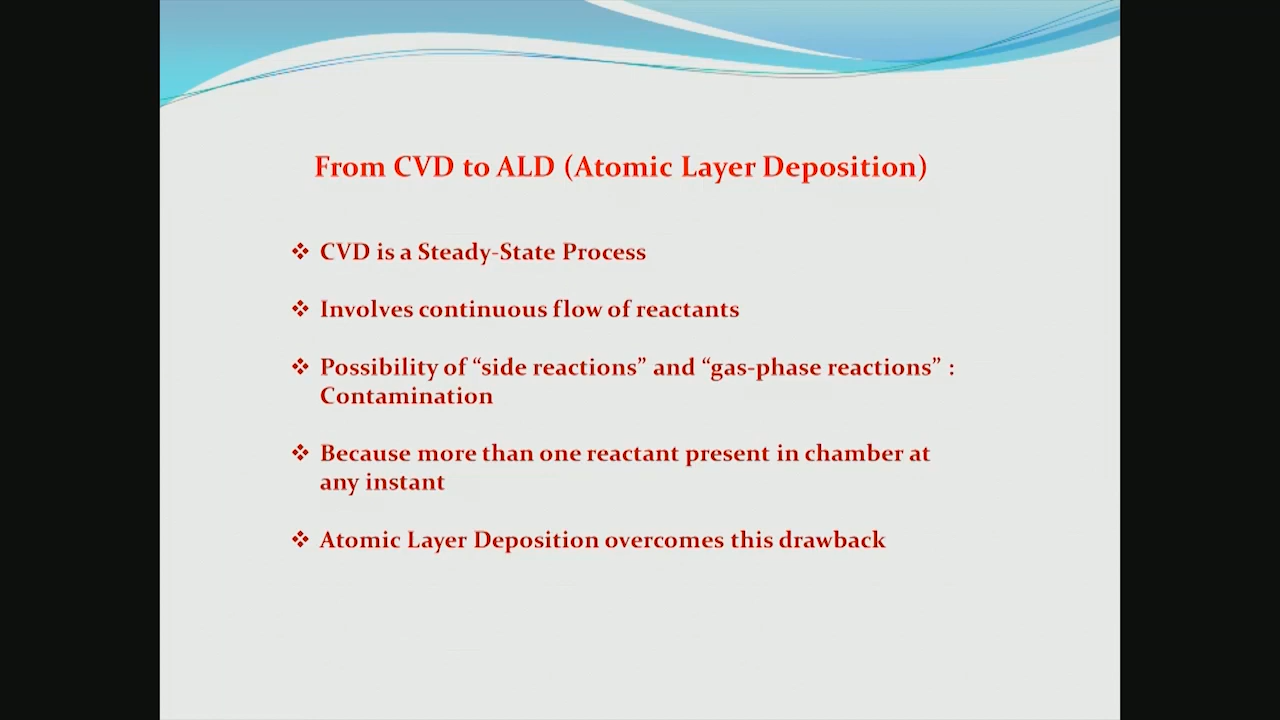 From CVD to ALD (Atomic Layer Deposition)
❖ CVD is a Steady-State Process
❖ Involves continuous flow of reactants
❖ Possibility of “side reactions” and “gas-phase reactions” :
Contamination
❖ Because more than one reactant present in chamber at
any instant
❖ Atomic Layer Deposition overcomes this drawback